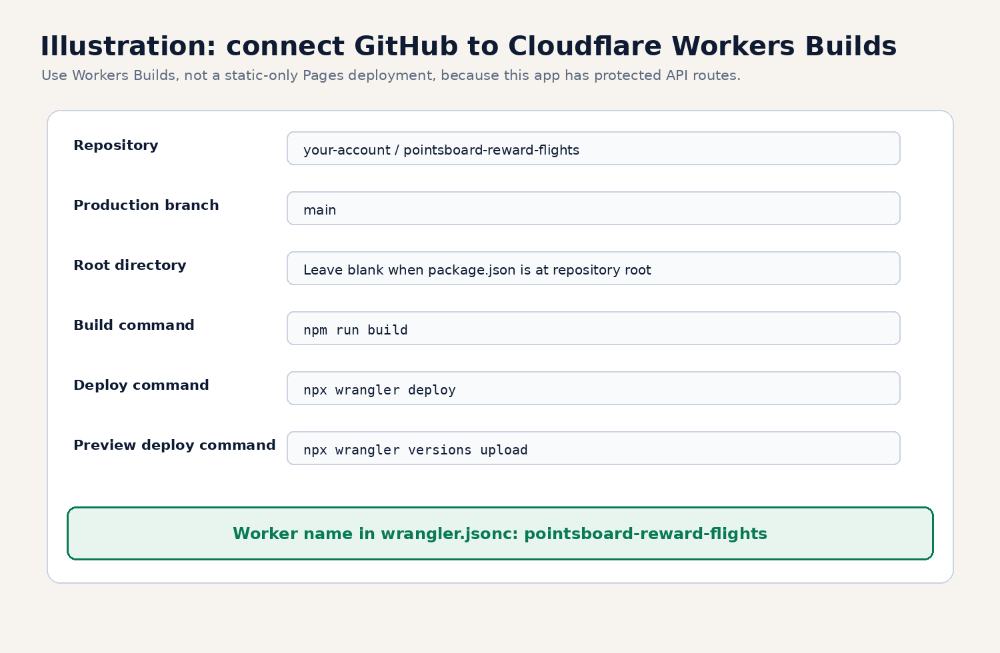 Illustration: connect GitHub to Cloudflare Workers Builds
Use Workers Builds, not a static-only Pages deployment, because this app has protected API routes.
Repository
your-account / pointsboard-reward-flights
Production branch
main
Root directory
Leave blank when package.json is at repository root
Build command
npm run build
Deploy command
npx wrangler deploy
Preview deploy command
npx wrangler versions upload
Worker name in wrangler.jsonc: pointsboard-reward-flights